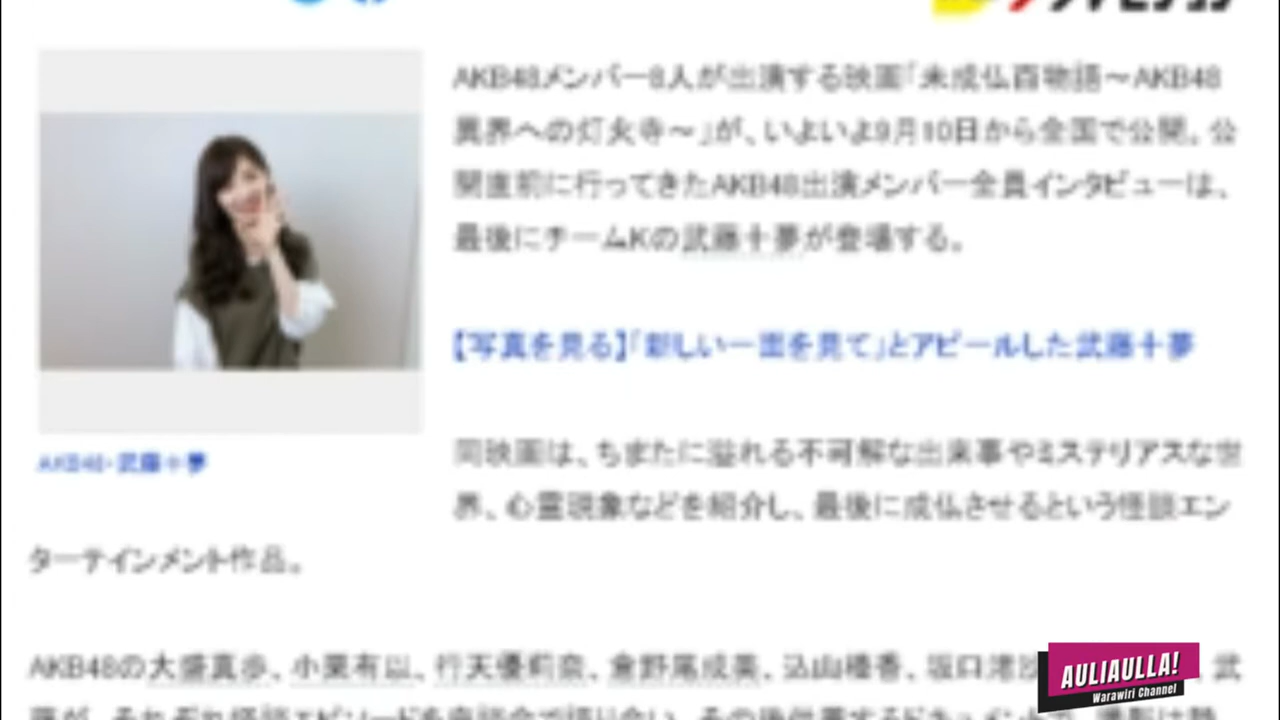 AKB48メンバー8人が出演する映画「未成仏百物語～AKB48
異界への灯火寺～」が、いよいよ9月10日から全国で公開。公
開直前に行ってきたAKB48出演メンバー全員インタビューは、
最後にチームKの武藤十夢が登場する。
【写真を見る】「新しい一面を見て」とアピールした武藤十夢
AKB48・武藤十夢
同映画は、ちまたに溢れる不可解な出来事やミステリアスな世
界、心霊現象などを紹介し、最後に成仏させるという怪談エン
ターテインメント作品。
AKB48の大盛真歩、小栗有以、行天優莉奈、倉野尾成美、込山榛香、坂口渚沙 、武
AULIAULLA!
Warawiri Channel